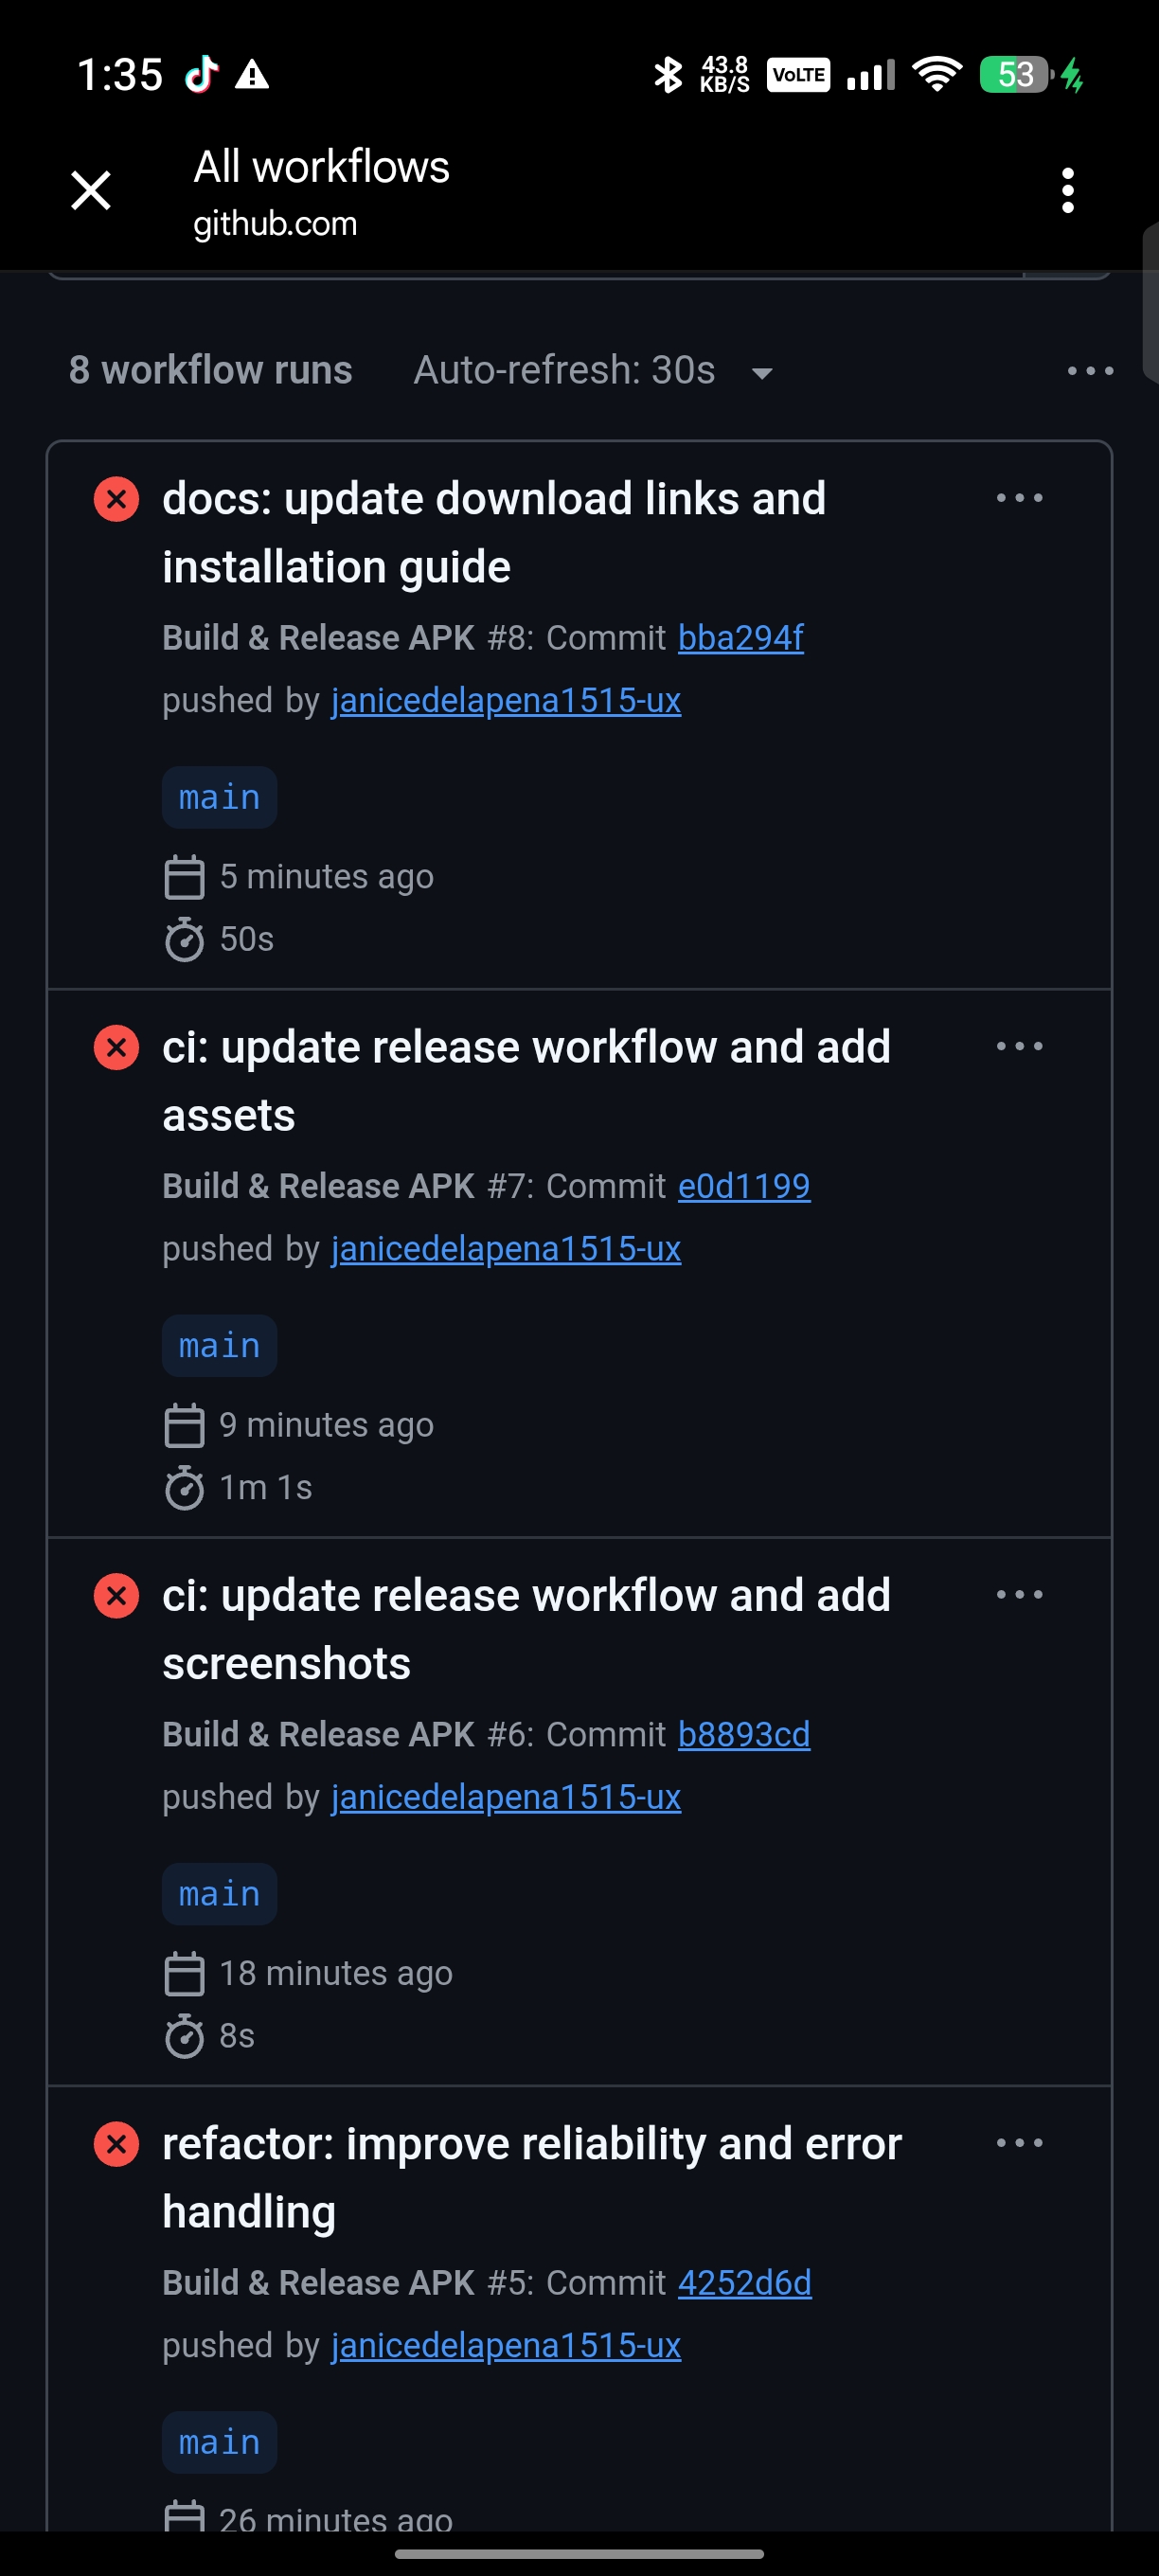 1:35
43.8
KB/S
VoLTE
53
All workflows
github.com
8 workflow runs Auto-refresh: 30s
docs: update download links and
installation guide
Build & Release APK #8: Commit bba294f
pushed by janicedelapena1515-ux
main
5 minutes ago
50s
ci: update release workflow and add
assets
Build & Release APK #7: Commit e0d1199
pushed by janicedelapena1515-ux
main
9 minutes ago
1m 1s
ci: update release workflow and add
screenshots
Build & Release APK #6: Commit b8893cd
pushed by janicedelapena1515-ux
main
18 minutes ago
8s
refactor: improve reliability and error
handling
Build & Release APK #5: Commit 4252d6d
pushed by janicedelapena1515-ux
main
26 minutes ago